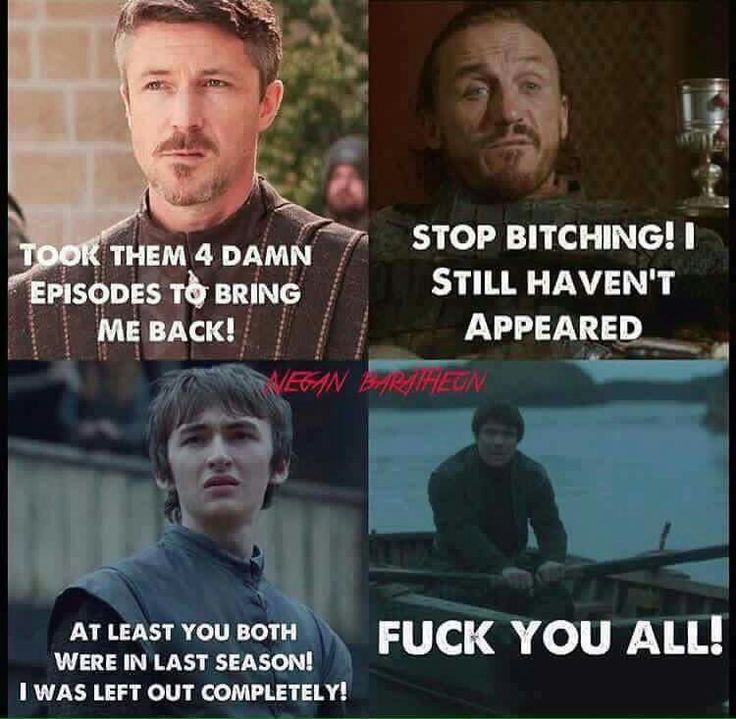 TOOK THEM 4 DAMN
EPISODES TO BRING
ME BACK!
STOP BITCHING! I
STILL HAVEN'T
APPEARED
NEGAN BARATHEON
AT LEAST YOU BOTH
WERE IN LAST SEASON!
I WAS LEFT OUT COMPLETELY!
FUCK YOU ALL!